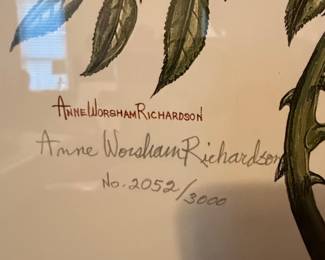 AnneWorshamRichardson
Anne Worsham Richardson
No. 2052/3000